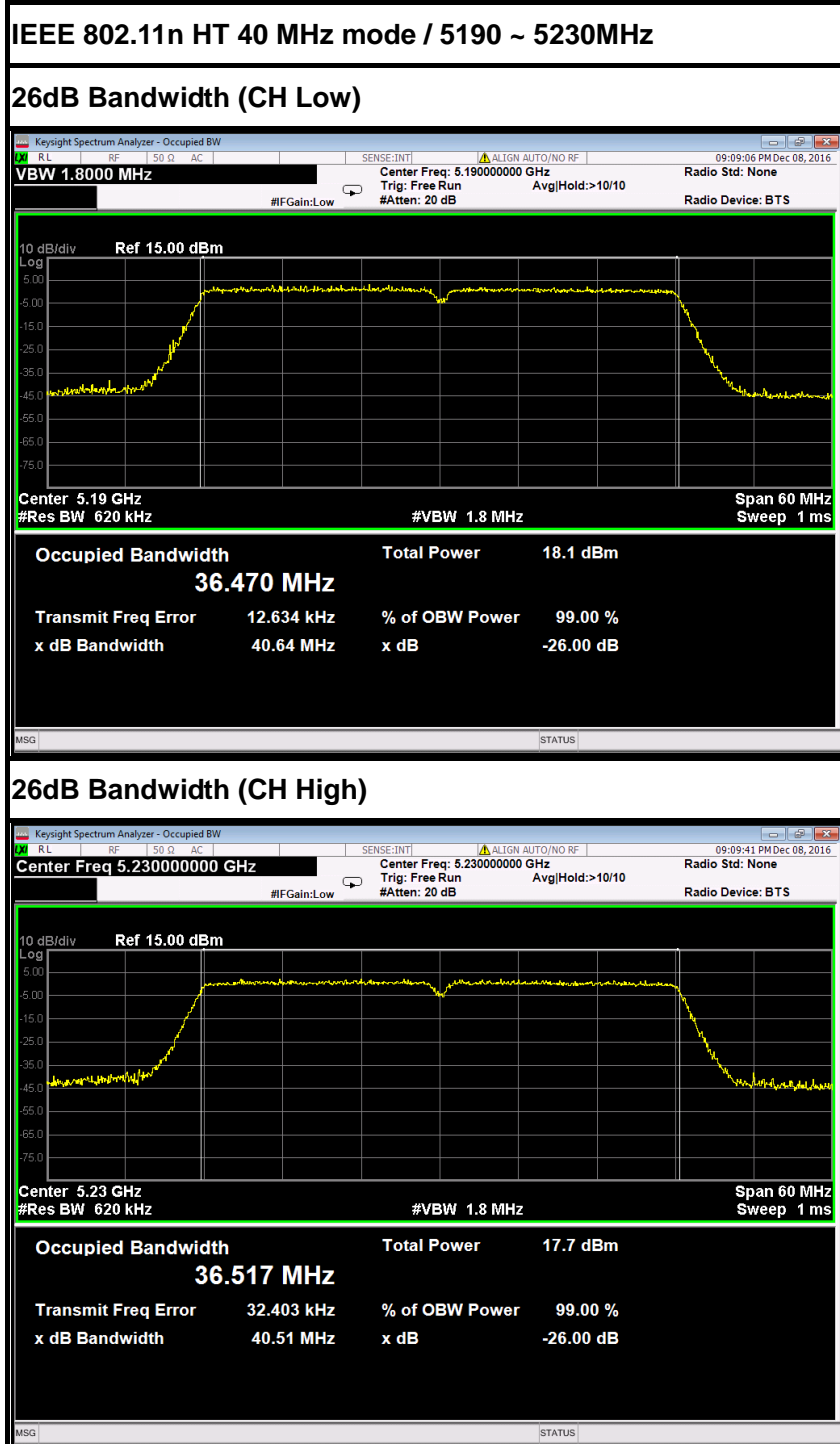 IEEE 802.11n HT 40 MHz mode / 5190 ~ 5230MHz
26dB Bandwidth (CH Low)
Keysight Spectrum Analyzer - Occupied BW
LXI RL RF 50 Ω AC SENSE:INT ALIGN AUTO/NO RF 09:09:06 PM Dec 08, 2016
VBW 1.8000 MHz Center Freq: 5.190000000 GHz Radio Std: None
Trig: Free Run Avg|Hold:>10/10
#IFGain:Low #Atten: 20 dB Radio Device: BTS
10 dB/div Ref 15.00 dBm
Log
5.00
-5.00
-15.0
-25.0
-35.0
-45.0
-55.0
-65.0
-75.0
Center 5.19 GHz Span 60 MHz
#Res BW 620 kHz #VBW 1.8 MHz Sweep 1 ms
Occupied Bandwidth Total Power 18.1 dBm
36.470 MHz
Transmit Freq Error 12.634 kHz % of OBW Power 99.00 %
x dB Bandwidth 40.64 MHz x dB -26.00 dB
MSG STATUS
26dB Bandwidth (CH High)
Keysight Spectrum Analyzer - Occupied BW
LXI RL RF 50 Ω AC SENSE:INT ALIGN AUTO/NO RF 09:09:41 PM Dec 08, 2016
Center Freq 5.230000000 GHz Center Freq: 5.230000000 GHz Radio Std: None
Trig: Free Run Avg|Hold:>10/10
#IFGain:Low #Atten: 20 dB Radio Device: BTS
10 dB/div Ref 15.00 dBm
Log
5.00
-5.00
-15.0
-25.0
-35.0
-45.0
-55.0
-65.0
-75.0
Center 5.23 GHz Span 60 MHz
#Res BW 620 kHz #VBW 1.8 MHz Sweep 1 ms
Occupied Bandwidth Total Power 17.7 dBm
36.517 MHz
Transmit Freq Error 32.403 kHz % of OBW Power 99.00 %
x dB Bandwidth 40.51 MHz x dB -26.00 dB
MSG STATUS